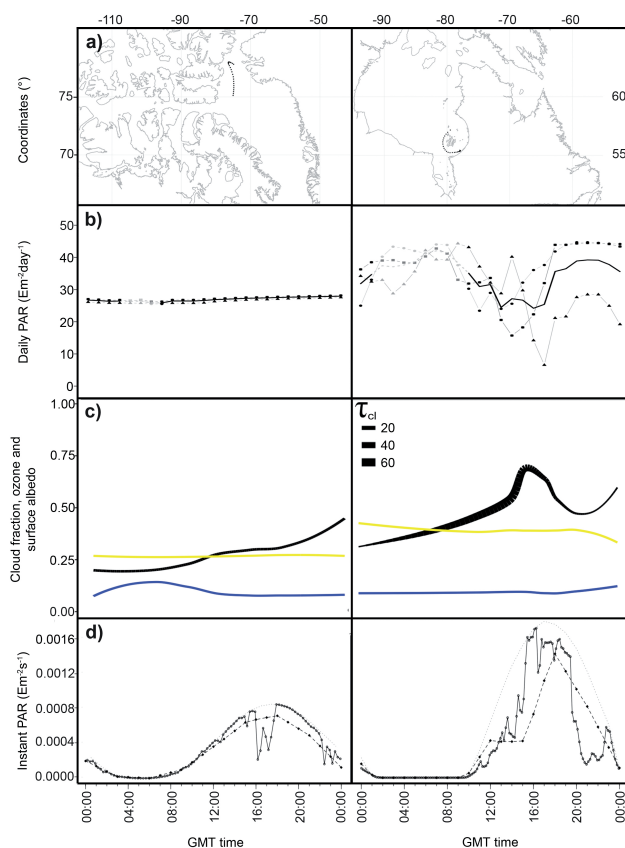 -110 -90 -70 -50 -90 -80 -70 -60
a)
Coordinates (°)
75
70
60
55
b)
Daily PAR (Em⁻²day⁻¹)
50
40
30
20
10
0
c)
Cloud fraction, ozone and
surface albedo
1.00
0.75
0.50
0.25
0.00
τcl
20
40
60
d)
Instant PAR (Em⁻²s⁻¹)
0.0016
0.0012
0.0008
0.0004
0.0000
00:00 04:00 08:00 12:00 16:00 20:00 00:00 00:00 04:00 08:00 12:00 16:00 20:00 00:00
GMT time GMT time